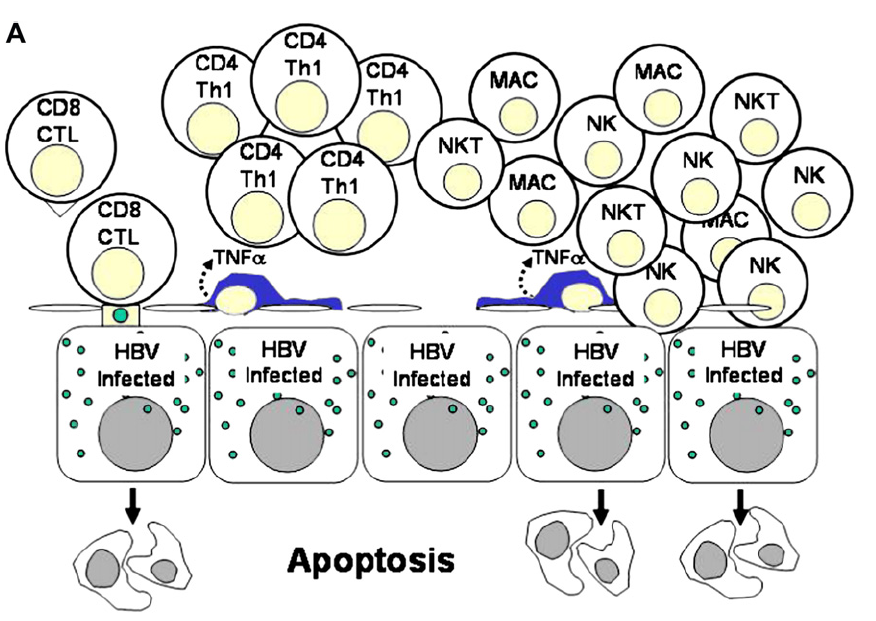 A
CD4
Th1
CD4
Th1
CD4
Th1
CD8
CTL
MAC
MAC
NKT
NK
NKT
CD4
Th1
CD4
Th1
MAC
NK
NK
CD8
CTL
NKT
MAC
TNFα
TNFα
NK
NK
HBV
Infected
HBV
Infected
HBV
Infected
HBV
Infected
HBV
Infected
Apoptosis